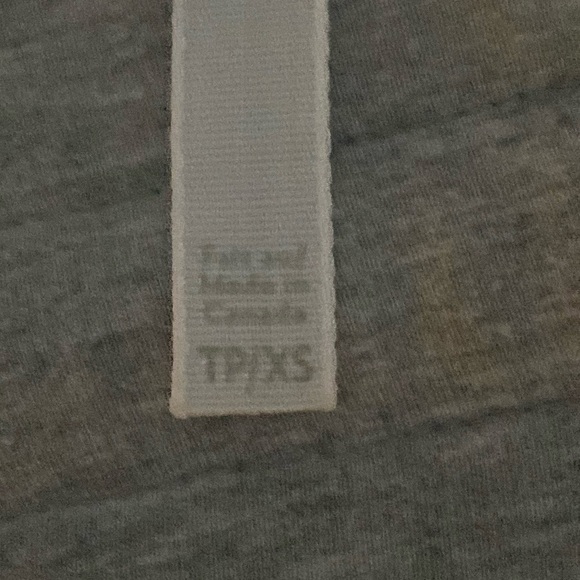 Fait au/
Made in
Canada
TP/XS